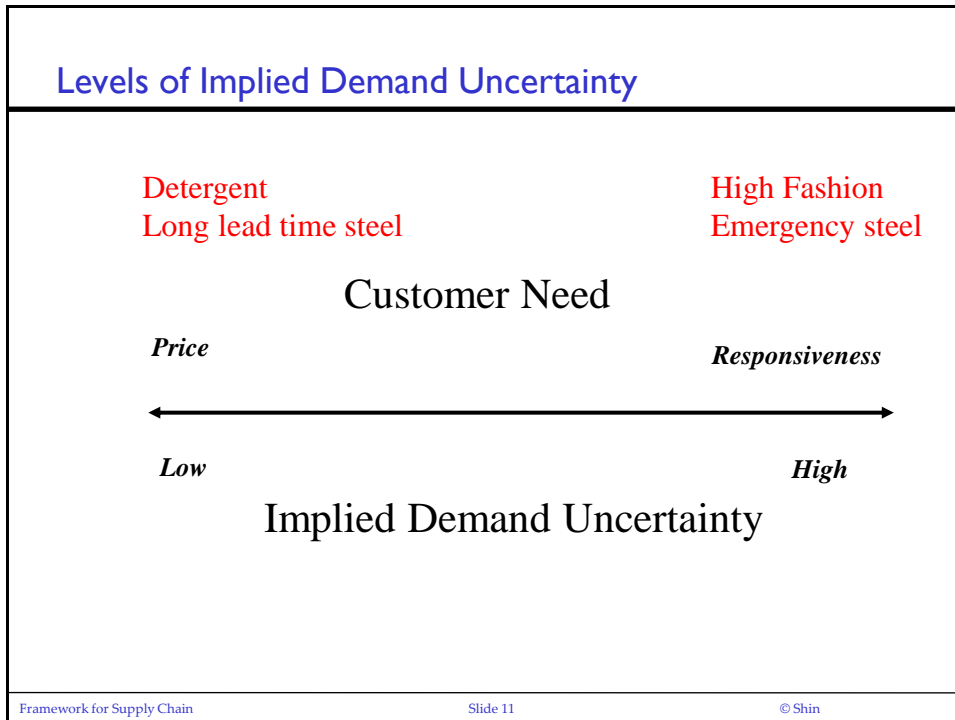 Levels of Implied Demand Uncertainty
Detergent
Long lead time steel
High Fashion
Emergency steel
Customer Need
Price
Responsiveness
Low
High
Implied Demand Uncertainty
Framework for Supply Chain
Slide 11
© Shin